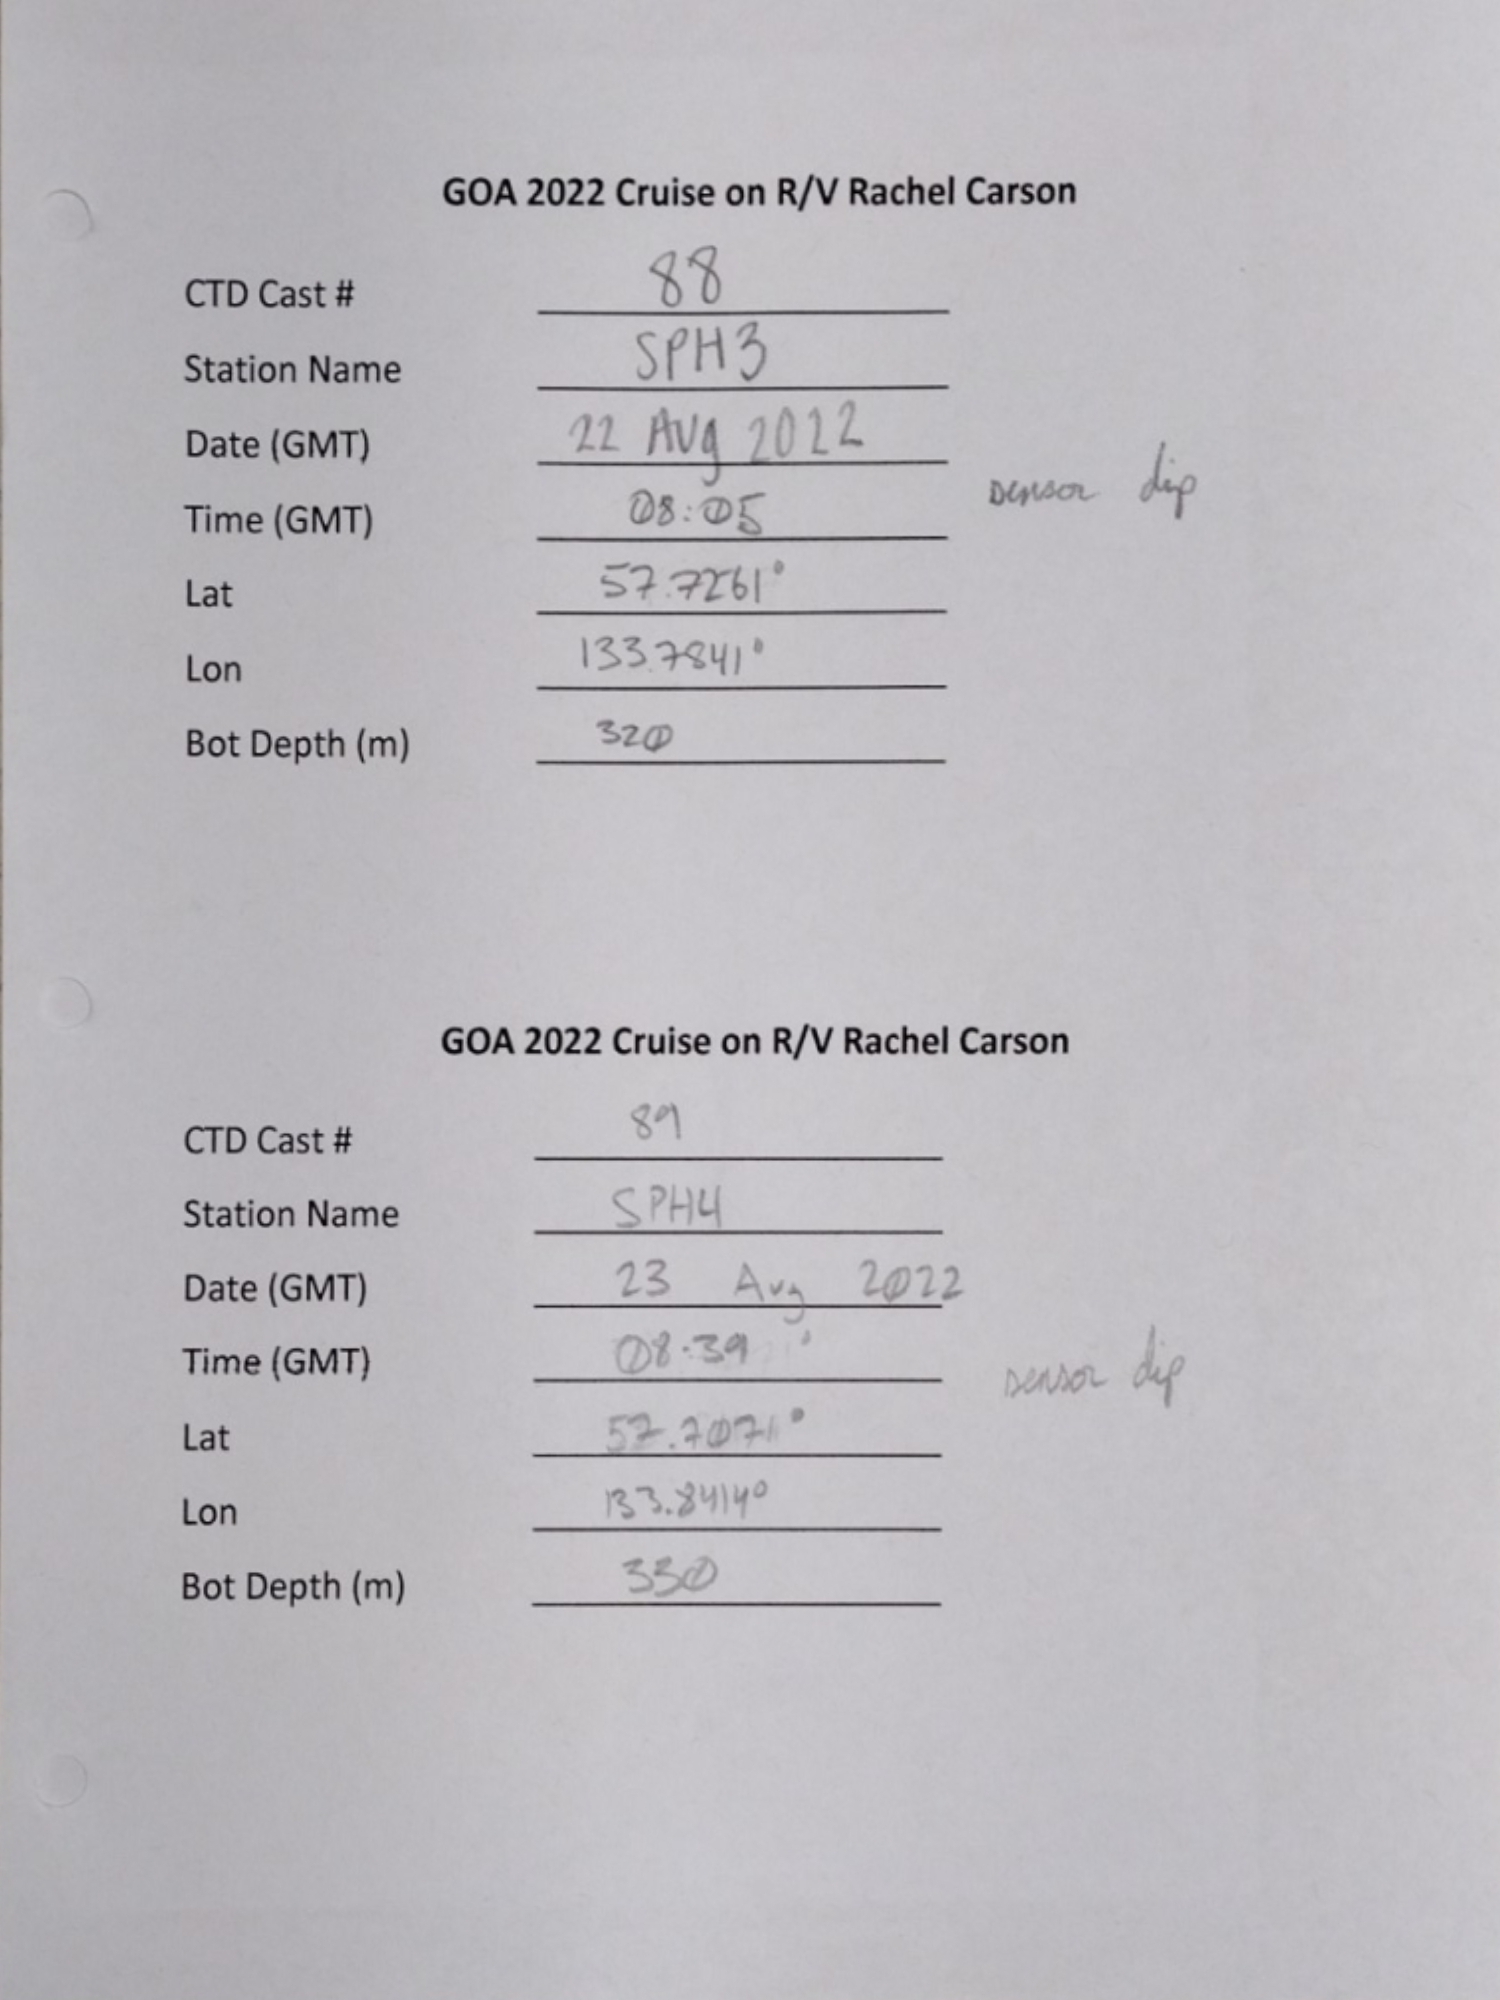 GOA 2022 Cruise on R/V Rachel Carson
CTD Cast # 88
Station Name SPH3
Date (GMT) 22 Aug 2022
sensor dip
Time (GMT) 08:05
Lat 57.7261°
Lon 133.7841°
Bot Depth (m) 320
GOA 2022 Cruise on R/V Rachel Carson
CTD Cast # 89
Station Name SPH4
Date (GMT) 23 Aug 2022
Time (GMT) 08:39
sensor dip
Lat 57.7071°
Lon 133.8414°
Bot Depth (m) 330